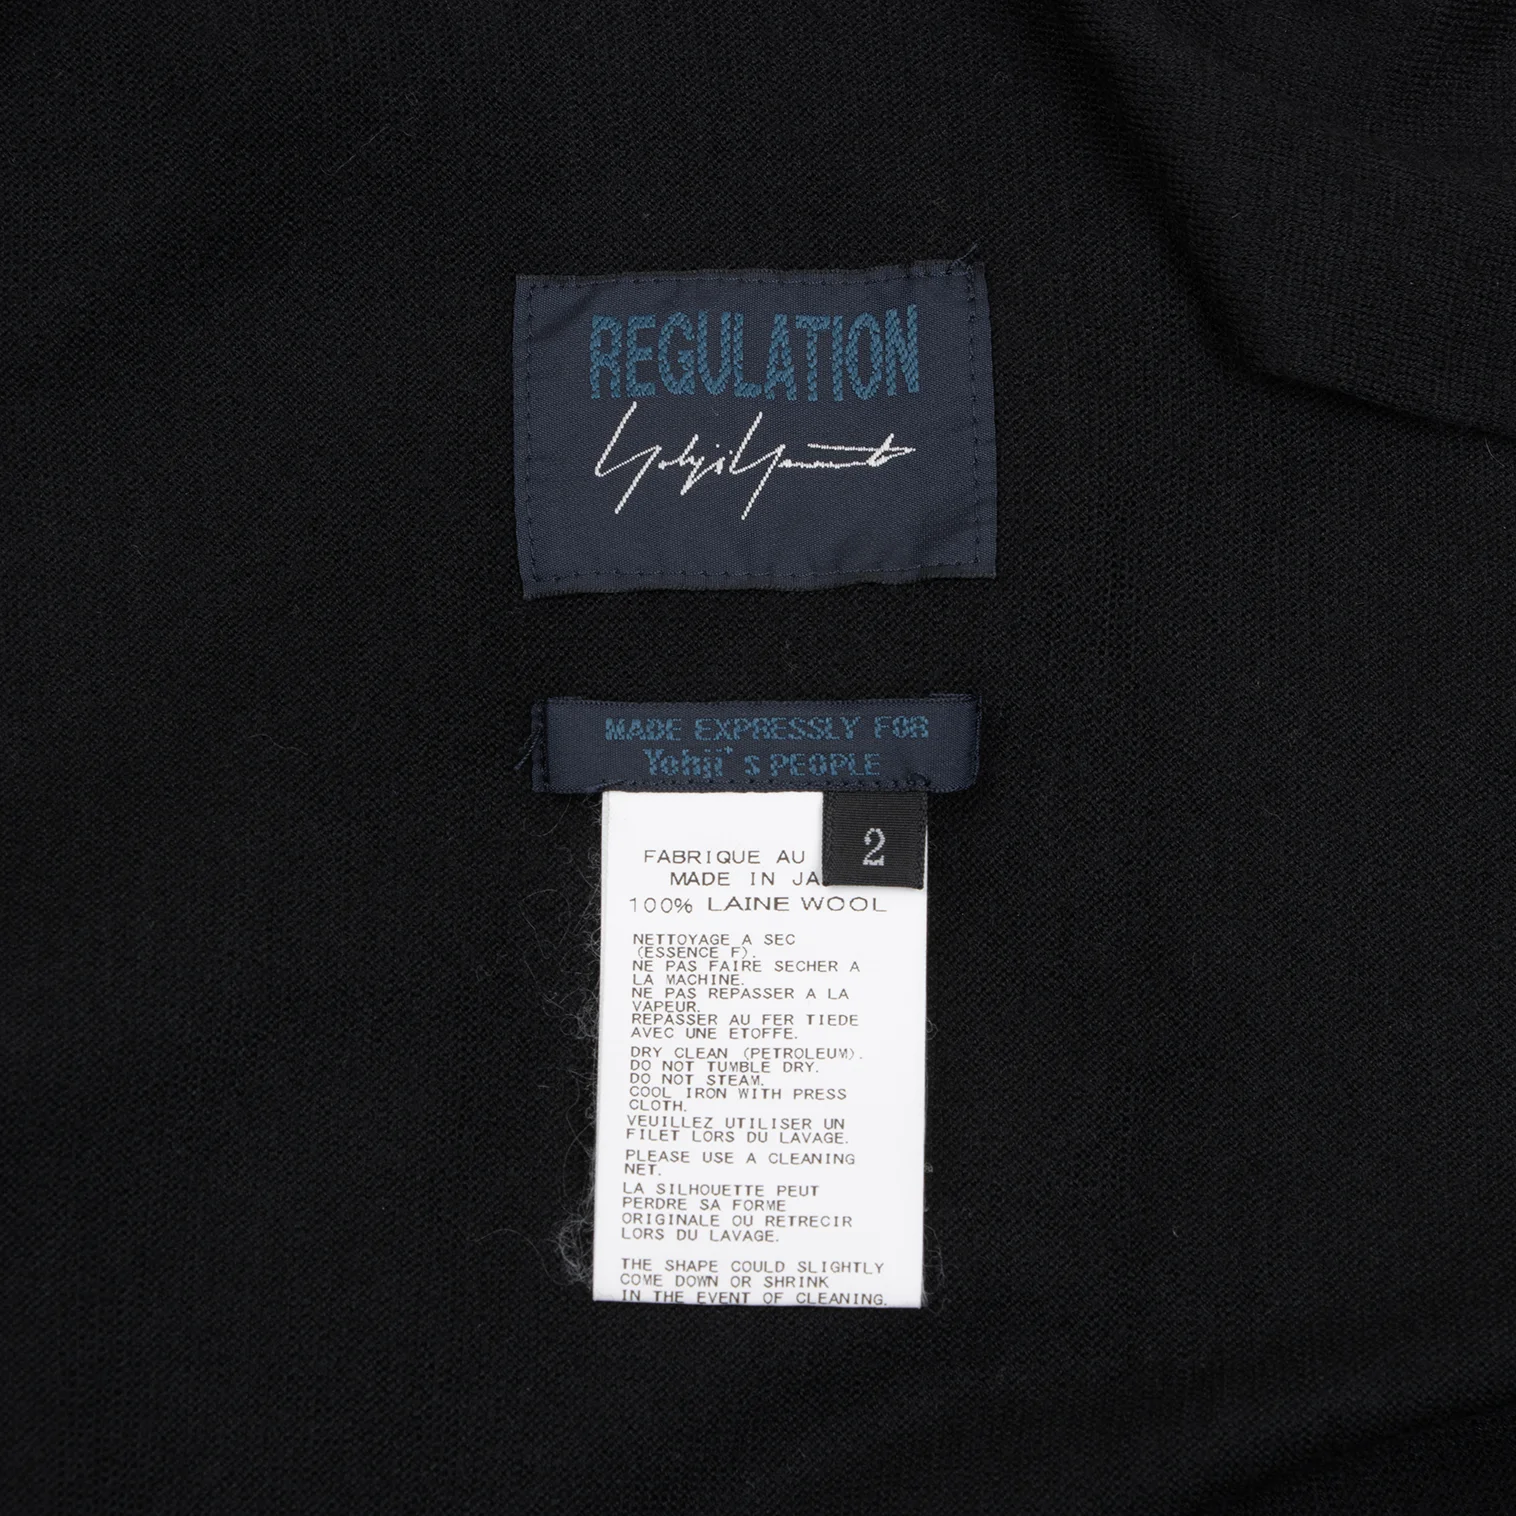 REGULATION
Yohji Yamamoto
MADE EXPRESSLY FOR
Yohji's PEOPLE
2
FABRIQUE AU
MADE IN JA
100% LAINE WOOL
NETTOYAGE A SEC
(ESSENCE F).
NE PAS FAIRE SECHER A
LA MACHINE.
NE PAS REPASSER A LA
VAPEUR.
REPASSER AU FER TIEDE
AVEC UNE ETOFFE.
DRY CLEAN (PETROLEUM).
DO NOT TUMBLE DRY.
DO NOT STEAM.
COOL IRON WITH PRESS
CLOTH.
VEUILLEZ UTILISER UN
FILET LORS DU LAVAGE.
PLEASE USE A CLEANING
NET.
LA SILHOUETTE PEUT
PERDRE SA FORME
ORIGINALE OU RETRECIR
LORS DU LAVAGE.
THE SHAPE COULD SLIGHTLY
COME DOWN OR SHRINK
IN THE EVENT OF CLEANING.